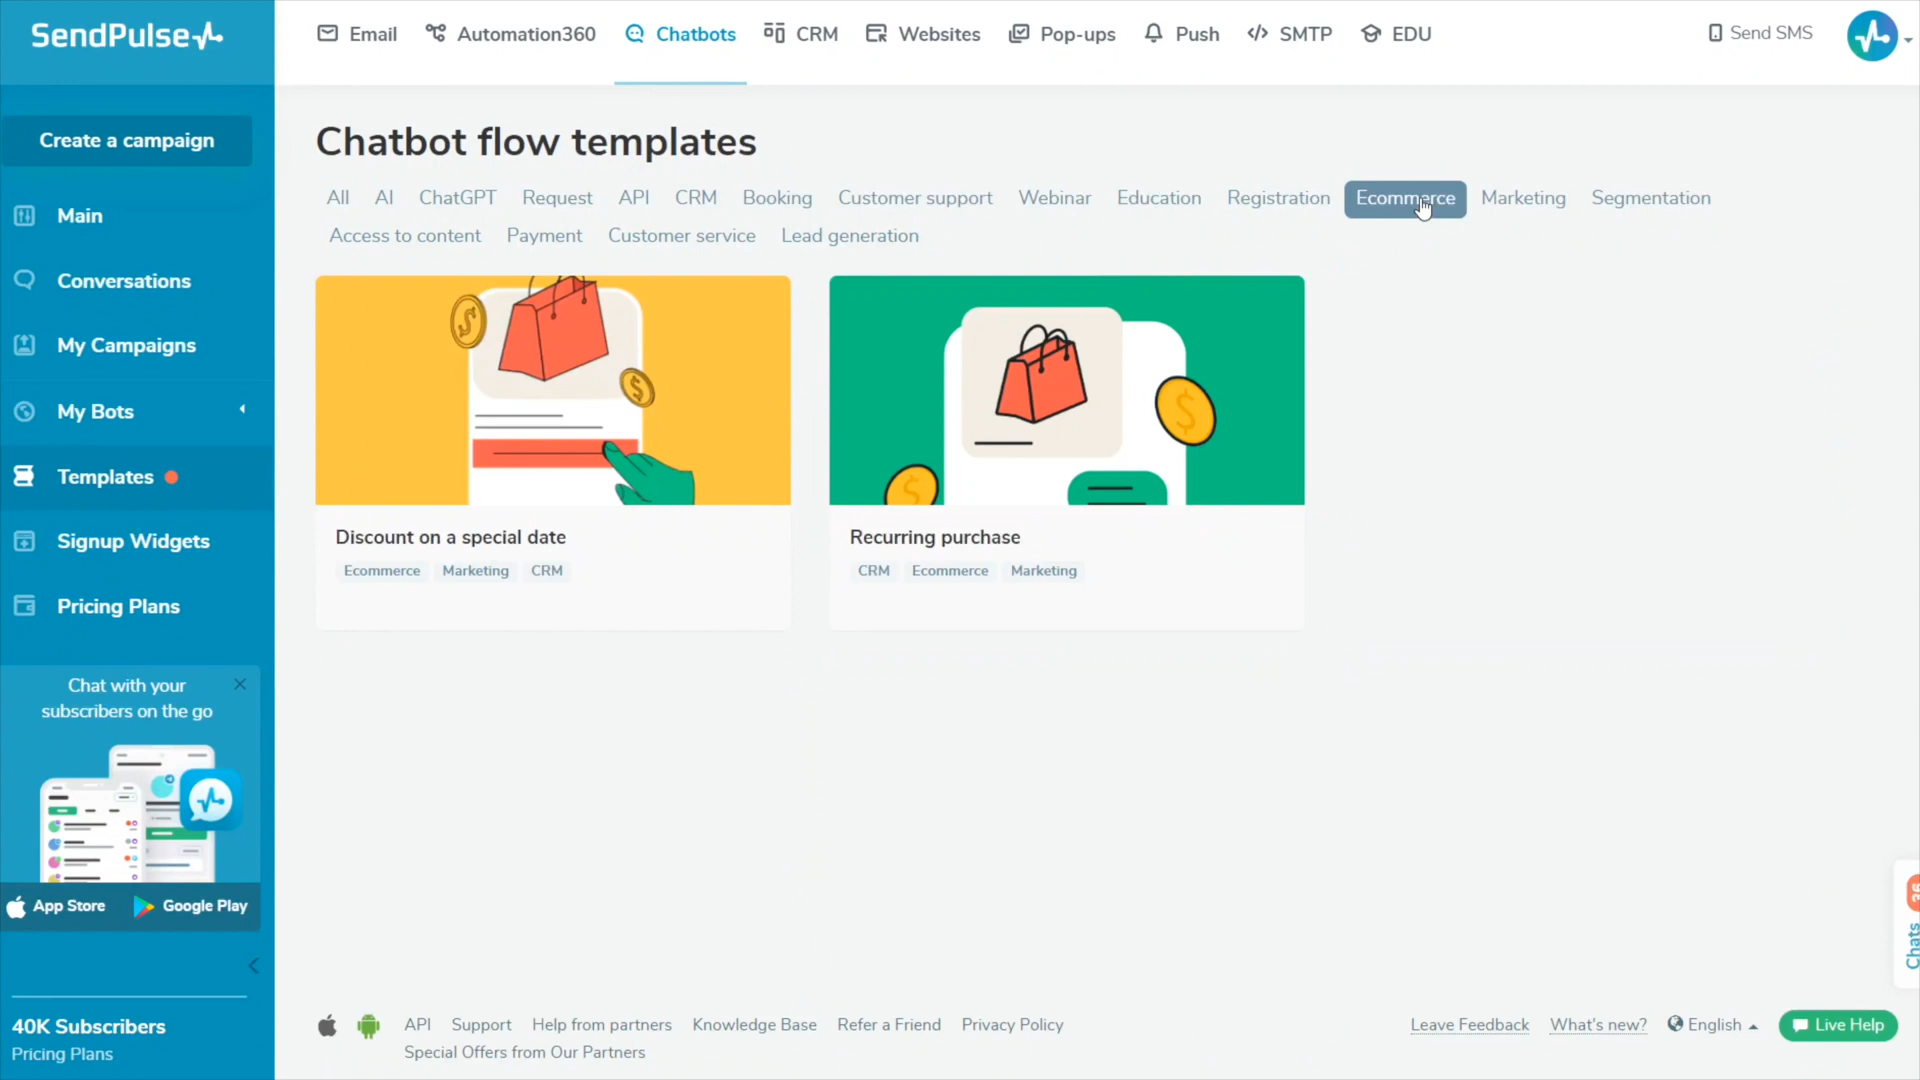 SendPulse
Email Automation360 Chatbots CRM Websites Pop-ups Push SMTP EDU Send SMS
Create a campaign
Main
Conversations
My Campaigns
My Bots
Templates
Signup Widgets
Pricing Plans
Chat with your
subscribers on the go
App Store Google Play
40K Subscribers
Pricing Plans
Chatbot flow templates
All AI ChatGPT Request API CRM Booking Customer support Webinar Education Registration Ecommerce Marketing Segmentation
Access to content Payment Customer service Lead generation
Discount on a special date
Ecommerce Marketing CRM
Recurring purchase
CRM Ecommerce Marketing
Chats 36
API Support Help from partners Knowledge Base Refer a Friend Privacy Policy
Special Offers from Our Partners
Leave Feedback What's new? English Live Help